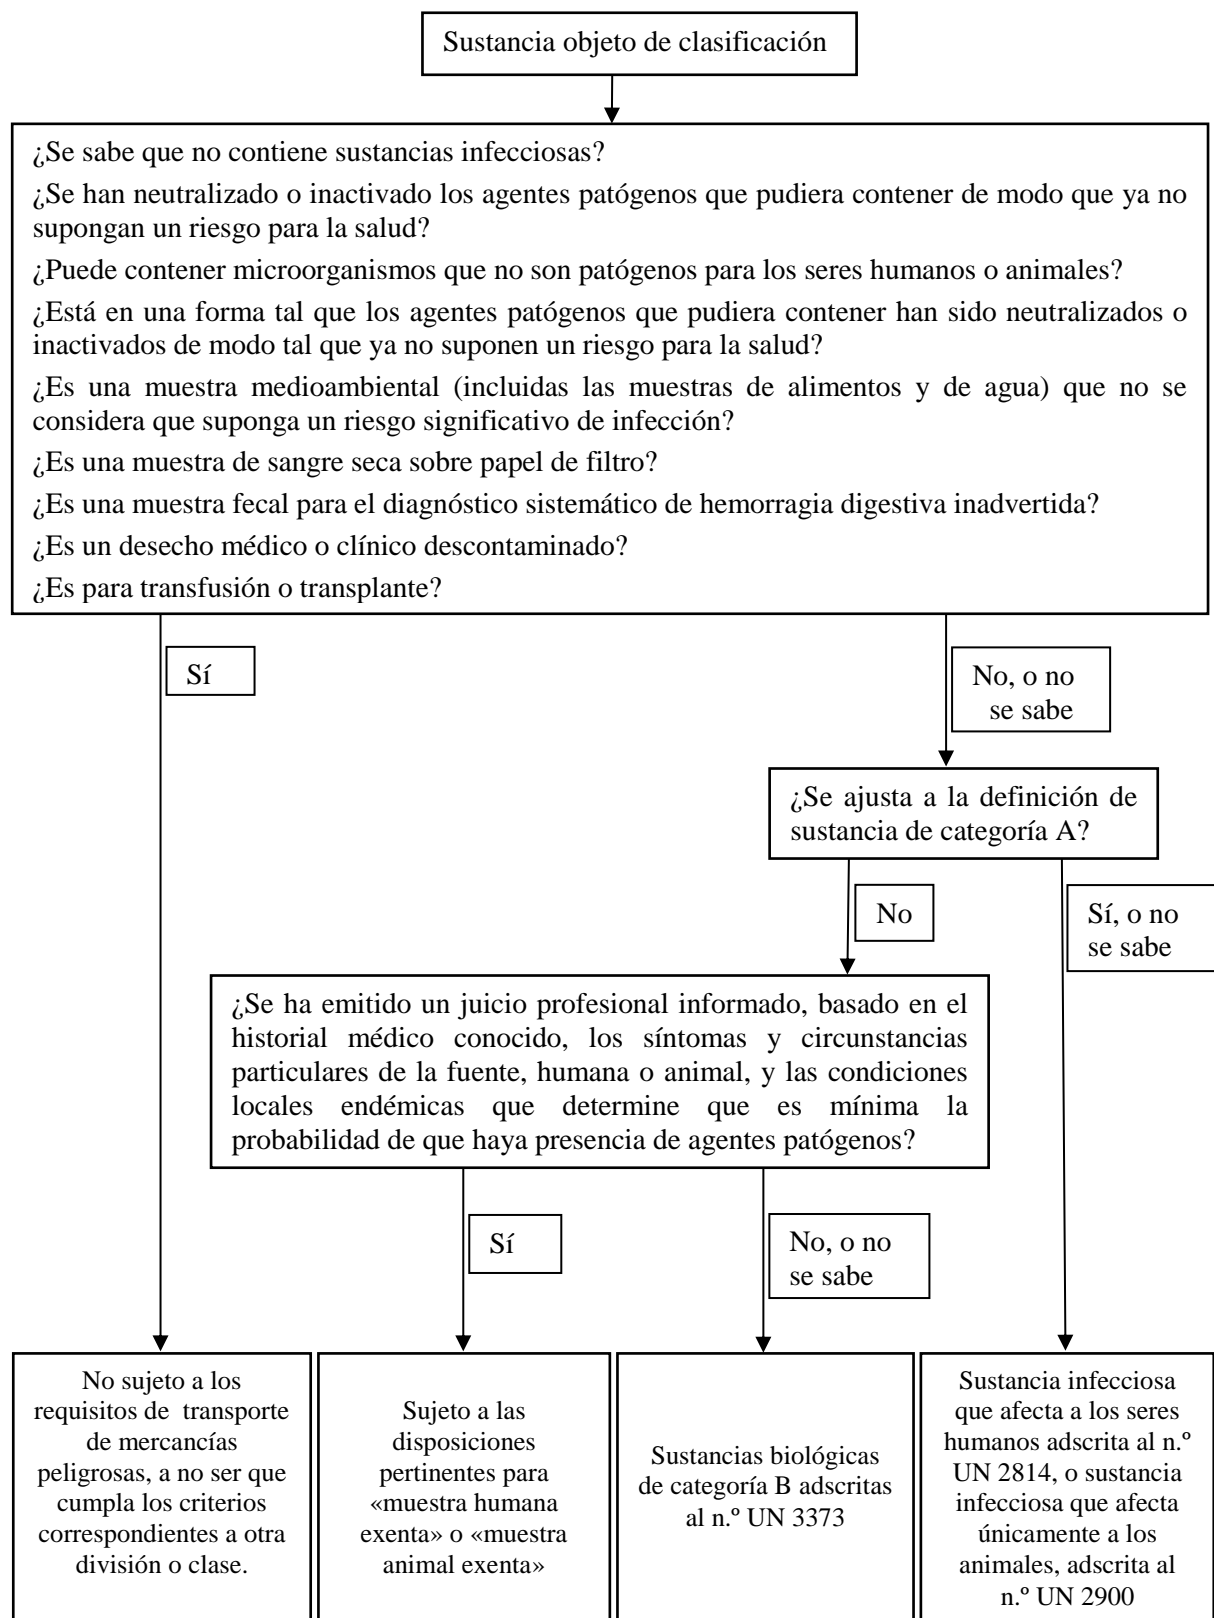 Sustancia objeto de clasificación
¿Se sabe que no contiene sustancias infecciosas?
¿Se han neutralizado o inactivado los agentes patógenos que pudiera contener de modo que ya no
supongan un riesgo para la salud?
¿Puede contener microorganismos que no son patógenos para los seres humanos o animales?
¿Está en una forma tal que los agentes patógenos que pudiera contener han sido neutralizados o
inactivados de modo tal que ya no suponen un riesgo para la salud?
¿Es una muestra medioambiental (incluidas las muestras de alimentos y de agua) que no se
considera que suponga un riesgo significativo de infección?
¿Es una muestra de sangre seca sobre papel de filtro?
¿Es una muestra fecal para el diagnóstico sistemático de hemorragia digestiva inadvertida?
¿Es un desecho médico o clínico descontaminado?
¿Es para transfusión o transplante?
Sí
No, o no
se sabe
¿Se ajusta a la definición de
sustancia de categoría A?
No
Sí, o no
se sabe
¿Se ha emitido un juicio profesional informado, basado en el
historial médico conocido, los síntomas y circunstancias
particulares de la fuente, humana o animal, y las condiciones
locales endémicas que determine que es mínima la
probabilidad de que haya presencia de agentes patógenos?
Sí
No, o no
se sabe
No sujeto a los
requisitos de transporte
de mercancías
peligrosas, a no ser que
cumpla los criterios
correspondientes a otra
división o clase.
Sujeto a las
disposiciones
pertinentes para
«muestra humana
exenta» o «muestra
animal exenta»
Sustancias biológicas
de categoría B adscritas
al n.º UN 3373
Sustancia infecciosa
que afecta a los seres
humanos adscrita al n.º
UN 2814, o sustancia
infecciosa que afecta
únicamente a los
animales, adscrita al
n.º UN 2900